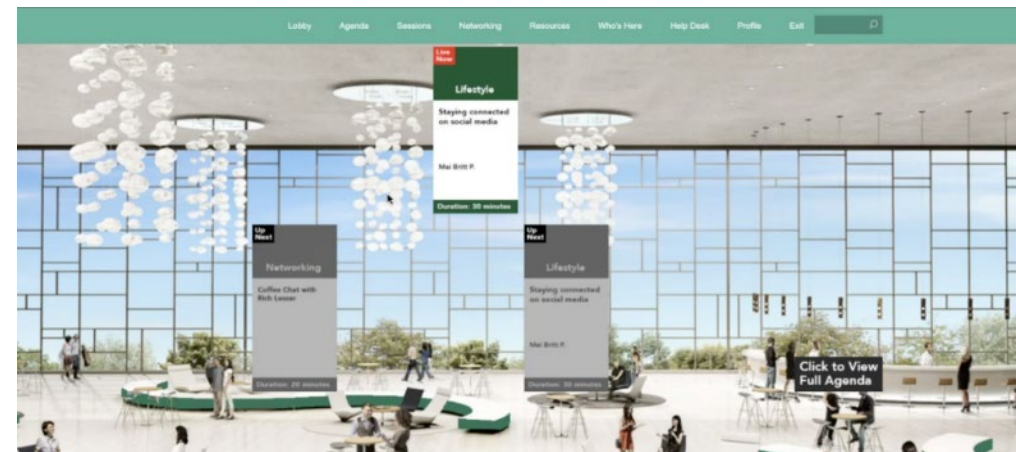 Lobby Agenda Sessions Networking Resources Who's Here Help Desk Profile Exit
Live
Now
Lifestyle
Staying connected
on social media
Mai Britt P.
Duration: 30 minutes
Up
Next
Networking
Coffee Chat with
Rich Lesser
Duration: 20 minutes
Up
Next
Lifestyle
Staying connected
on social media
Mai Britt P.
Duration: 30 minutes
Click to View
Full Agenda